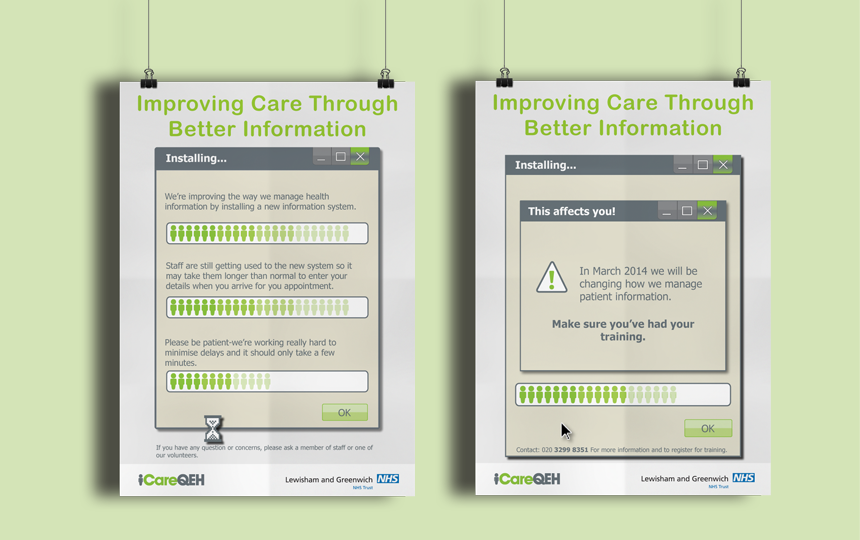 Improving Care Through
Better Information
Installing...
We're improving the way we manage health
information by installing a new information system.
Staff are still getting used to the new system so it
may take them longer than normal to enter your
details when you arrive for you appointment.
Please be patient-we're working really hard to
minimise delays and it should only take a few
minutes.
OK
If you have any question or concerns, please ask a member of staff or one of
our volunteers.
iCareQEH
Lewisham and Greenwich NHS
NHS Trust
Improving Care Through
Better Information
Installing...
This affects you!
In March 2014 we will be
changing how we manage
patient information.
Make sure you've had your
training.
OK
Contact: 020 3299 8351 For more information and to register for training.
iCareQEH
Lewisham and Greenwich NHS
NHS Trust